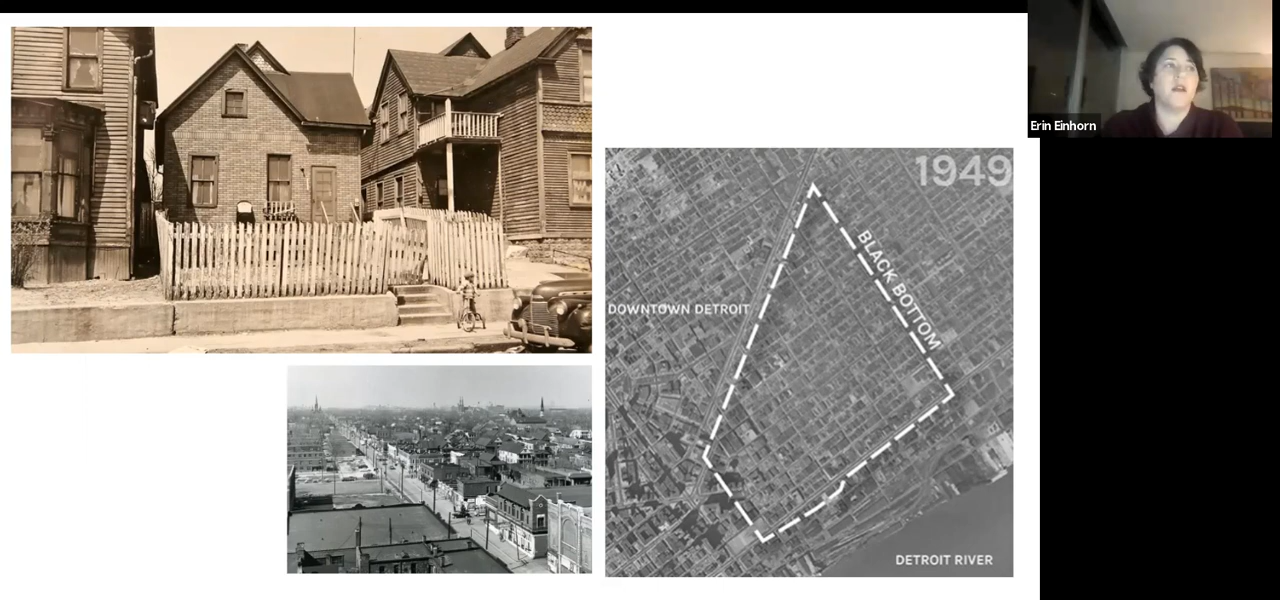 Erin Einhorn
1949
BLACK BOTTOM
DOWNTOWN DETROIT
DETROIT RIVER